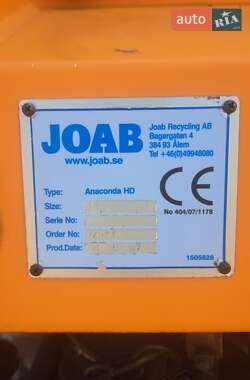 AUTO RIA
JOAB
www.joab.se
Joab Recycling AB
Bagaregatan 4
384 93 Ålem
Tel +46(0)49948080
Type: Anaconda HD
Size:
Serie No:
Order No:
Prod.Date:
CE
No 404/07/1178
1505828